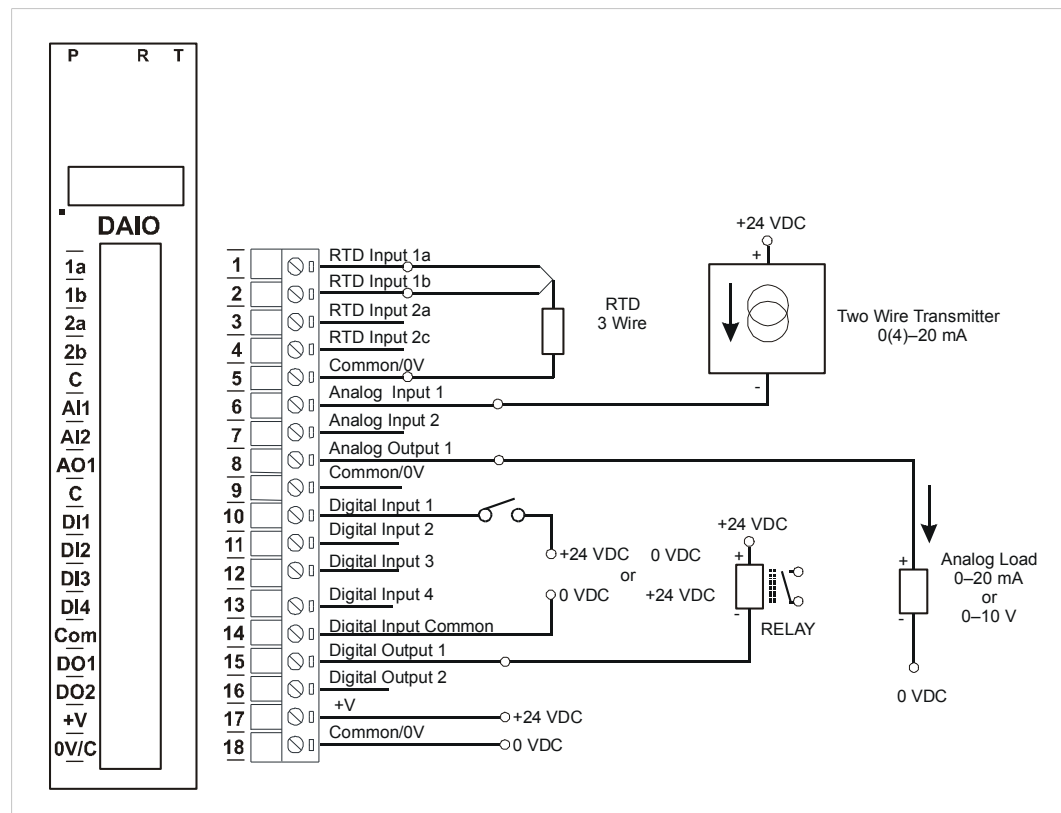 P R T
DAIO
1a
1b
2a
2b
C
AI1
AI2
AO1
C
DI1
DI2
DI3
DI4
Com
DO1
DO2
+V
0V/C
1 RTD Input 1a
2 RTD Input 1b
3 RTD Input 2a
4 RTD Input 2c
5 Common/0V
6 Analog Input 1
7 Analog Input 2
8 Analog Output 1
9 Common/0V
10 Digital Input 1
11 Digital Input 2
12 Digital Input 3
13 Digital Input 4
14 Digital Input Common
15 Digital Output 1
16 Digital Output 2
17 +V +24 VDC
18 Common/0V 0 VDC
RTD
3 Wire
+24 VDC
+
Two Wire Transmitter
0(4)–20 mA
-
+24 VDC 0 VDC
or
0 VDC +24 VDC
+24 VDC
+
-
RELAY
+
Analog Load
0–20 mA
or
0–10 V
-
0 VDC